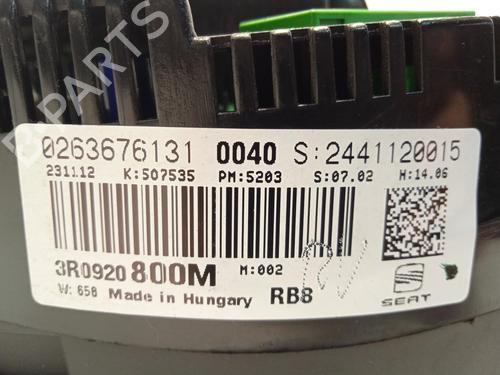 B-PARTS
0263676131 0040 S:2441120015
231112 K:507535 PM:5203 S:07.02 H:14.06
3R0920 800M M:002
W: 658 Made in Hungary RB8
SEAT